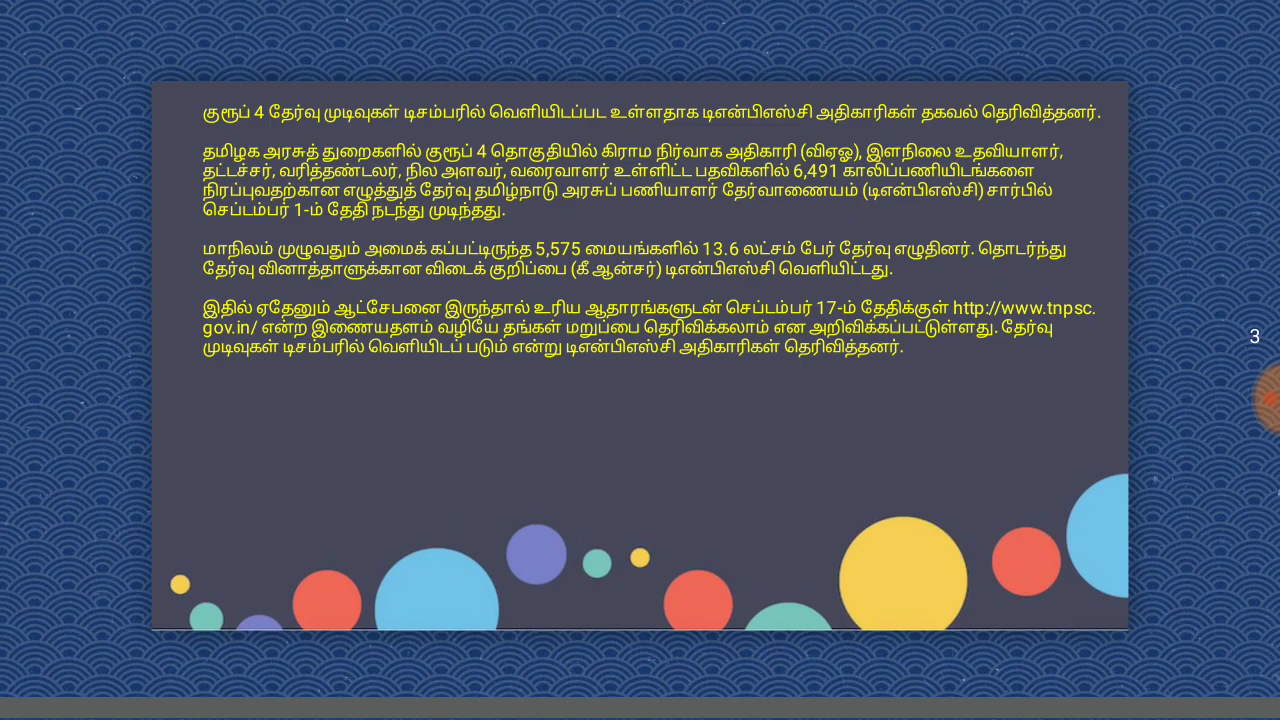 குரூப் 4 தேர்வு முடிவுகள் டிசம்பரில் வெளியிடப்பட உள்ளதாக டிஎன்பிஎஸ்சி அதிகாரிகள் தகவல் தெரிவித்தனர்.
தமிழக அரசுத் துறைகளில் குரூப் 4 தொகுதியில் கிராம நிர்வாக அதிகாரி (விஏஓ), இளநிலை உதவியாளர்,
தட்டச்சர், வரித்தண்டலர், நில அளவர், வரைவாளர் உள்ளிட்ட பதவிகளில் 6,491 காலிப்பணியிடங்களை
நிரப்புவதற்கான எழுத்துத் தேர்வு தமிழ்நாடு அரசுப் பணியாளர் தேர்வாணையம் (டிஎன்பிஎஸ்சி) சார்பில்
செப்டம்பர் 1-ம் தேதி நடந்து முடிந்தது.
மாநிலம் முழுவதும் அமைக் கப்பட்டிருந்த 5,575 மையங்களில் 13.6 லட்சம் பேர் தேர்வு எழுதினர். தொடர்ந்து
தேர்வு வினாத்தாளுக்கான விடைக் குறிப்பை (கீ ஆன்சர்) டிஎன்பிஎஸ்சி வெளியிட்டது.
இதில் ஏதேனும் ஆட்சேபனை இருந்தால் உரிய ஆதாரங்களுடன் செப்டம்பர் 17-ம் தேதிக்குள் http://www.tnpsc.
gov.in/ என்ற இணையதளம் வழியே தங்கள் மறுப்பை தெரிவிக்கலாம் என அறிவிக்கப்பட்டுள்ளது. தேர்வு
முடிவுகள் டிசம்பரில் வெளியிடப் படும் என்று டிஎன்பிஎஸ்சி அதிகாரிகள் தெரிவித்தனர்.
3